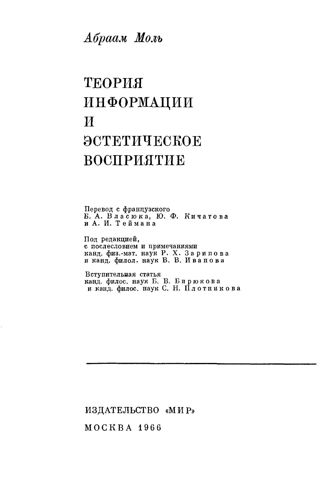 Абраам Моль
ТЕОРИЯ
ИНФОРМАЦИИ
И
ЭСТЕТИЧЕСКОЕ
ВОСПРИЯТИЕ
Перевод с французского
Б. А. Власюка, Ю. Ф. Кичатова
и А. И. Теймана
Под редакцией,
с послесловием и примечаниями
канд. физ.-мат. наук Р. Х. Зарипова
и канд. филол. наук В. В. Иванова
Вступительная статья
канд. филос. наук Б. В. Бирюкова
и канд. филос. наук С. Н. Плотникова
ИЗДАТЕЛЬСТВО «МИР»
МОСКВА 1966